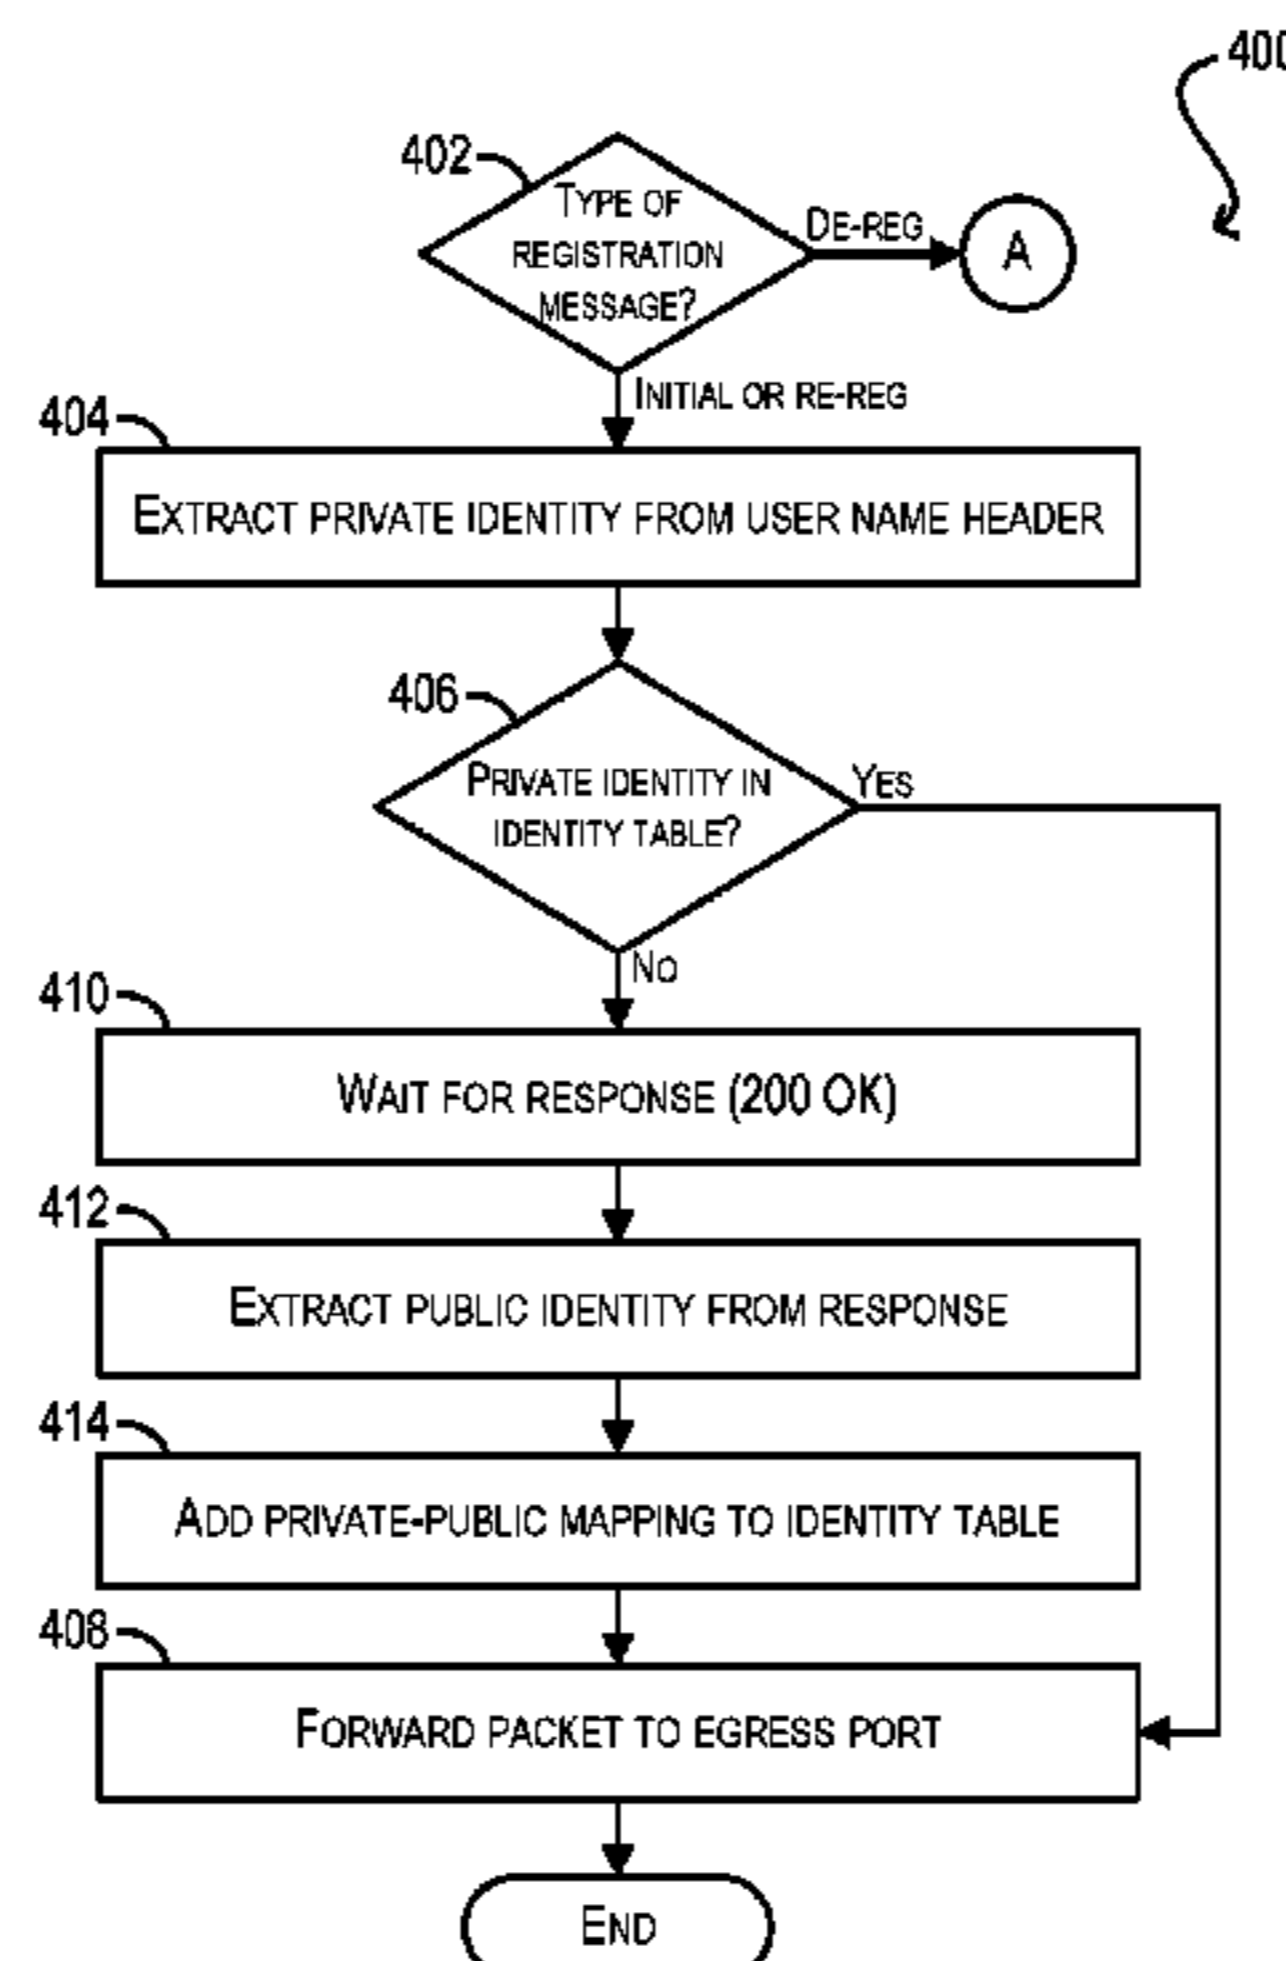 400
402
TYPE OF
REGISTRATION
MESSAGE?
DE-REG
A
INITIAL OR RE-REG
404
EXTRACT PRIVATE IDENTITY FROM USER NAME HEADER
406
PRIVATE IDENTITY IN
IDENTITY TABLE?
YES
NO
410
WAIT FOR RESPONSE (200 OK)
412
EXTRACT PUBLIC IDENTITY FROM RESPONSE
414
ADD PRIVATE-PUBLIC MAPPING TO IDENTITY TABLE
408
FORWARD PACKET TO EGRESS PORT
END